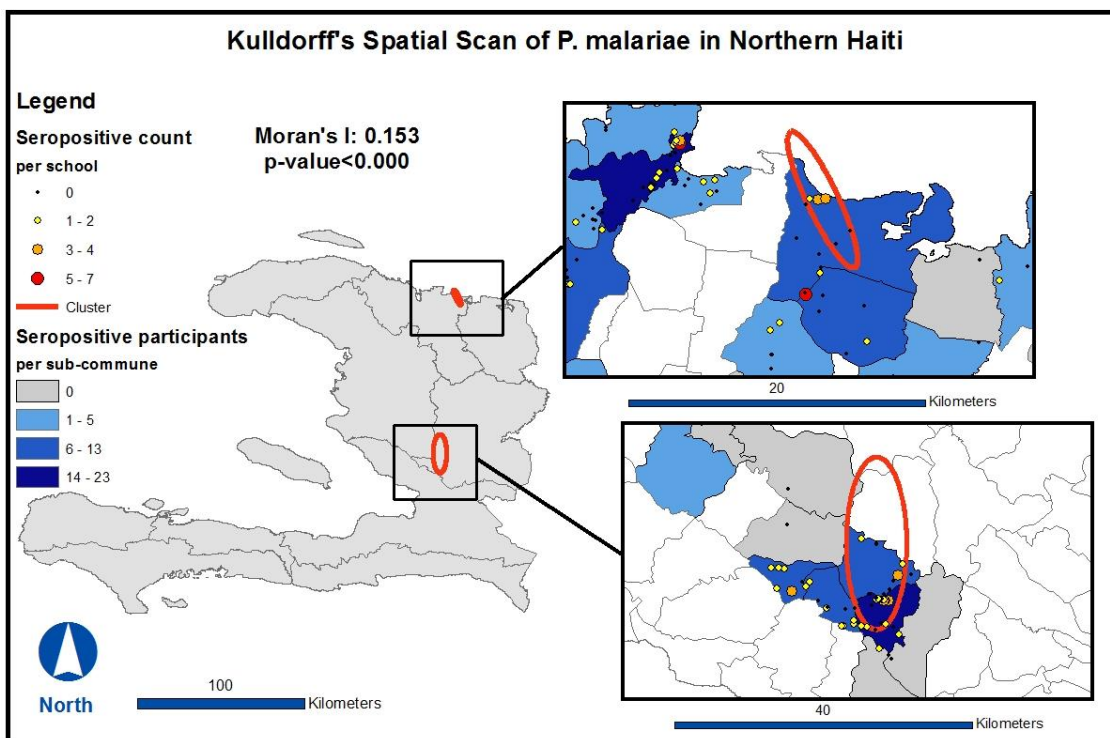 Kulldorff's Spatial Scan of P. malariae in Northern Haiti
Legend
Seropositive count
per school
0
1 - 2
3 - 4
5 - 7
Cluster
Seropositive participants
per sub-commune
0
1 - 5
6 - 13
14 - 23
Moran's I: 0.153
p-value<0.000
20
Kilometers
40
Kilometers
North
100
Kilometers